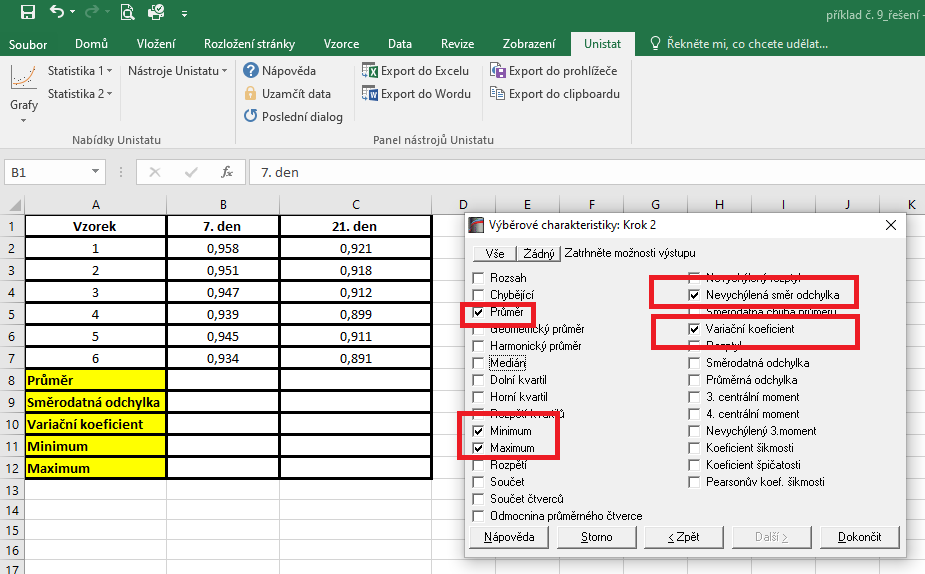 příklad č. 9_řešení -
Soubor Domů Vložení Rozložení stránky Vzorce Data Revize Zobrazení Unistat Řekněte mi, co chcete udělat...
Grafy
Statistika 1
Statistika 2
Nástroje Unistatu
Nabídky Unistatu
Nápověda
Uzamčít data
Poslední dialog
Export do Excelu
Export do Wordu
Export do prohlížeče
Export do clipboardu
Panel nástrojů Unistatu
B1 fx 7. den
A B C D E F G H I J K
1 Vzorek 7. den 21. den
2 1 0,958 0,921
3 2 0,951 0,918
4 3 0,947 0,912
5 4 0,939 0,899
6 5 0,945 0,911
7 6 0,934 0,891
8 Průměr
9 Směrodatná odchylka
10 Variační koeficient
11 Minimum
12 Maximum
13
14
15
16
17
Výběrové charakteristiky: Krok 2
Vše Žádný Zatrhněte možnosti výstupu
Rozsah
Chybějící
Průměr
Geometrický průměr
Harmonický průměr
Medián
Dolní kvartil
Horní kvartil
Rozpětí kvartilů
Minimum
Maximum
Rozpětí
Součet
Součet čtverců
Odmocnina průměrného čtverce
Nevychýlený rozptyl
Nevychýlená směr odchylka
Směrodatná chyba průměru
Variační koeficient
Rozptyl
Směrodatná odchylka
Průměrná odchylka
3. centrální moment
4. centrální moment
Nevychýlený 3.moment
Koeficient šikmosti
Koeficient špičatosti
Pearsonův koef. šikmosti
Nápověda Storno < Zpět Další > Dokončit